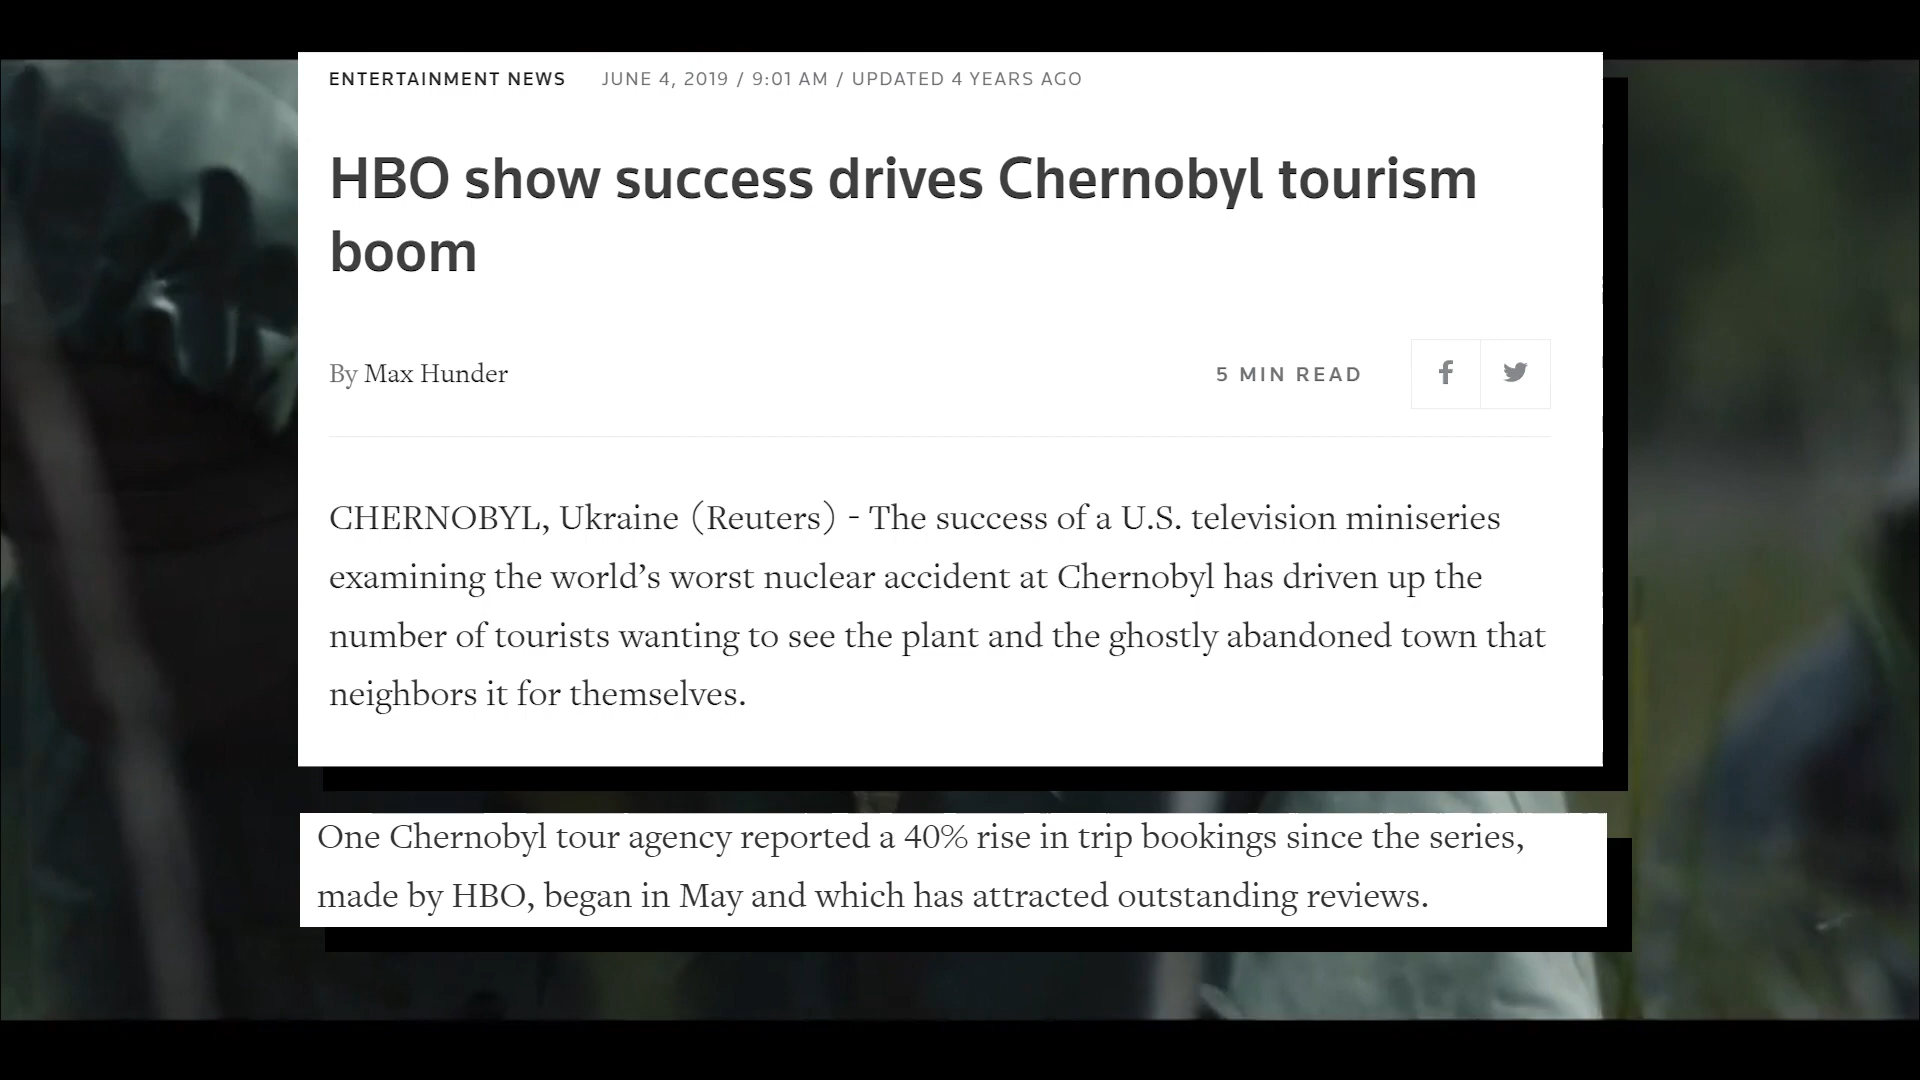 ENTERTAINMENT NEWS JUNE 4, 2019 / 9:01 AM / UPDATED 4 YEARS AGO
HBO show success drives Chernobyl tourism
boom
By Max Hunder 5 MIN READ
CHERNOBYL, Ukraine (Reuters) - The success of a U.S. television miniseries
examining the world’s worst nuclear accident at Chernobyl has driven up the
number of tourists wanting to see the plant and the ghostly abandoned town that
neighbors it for themselves.
One Chernobyl tour agency reported a 40% rise in trip bookings since the series,
made by HBO, began in May and which has attracted outstanding reviews.